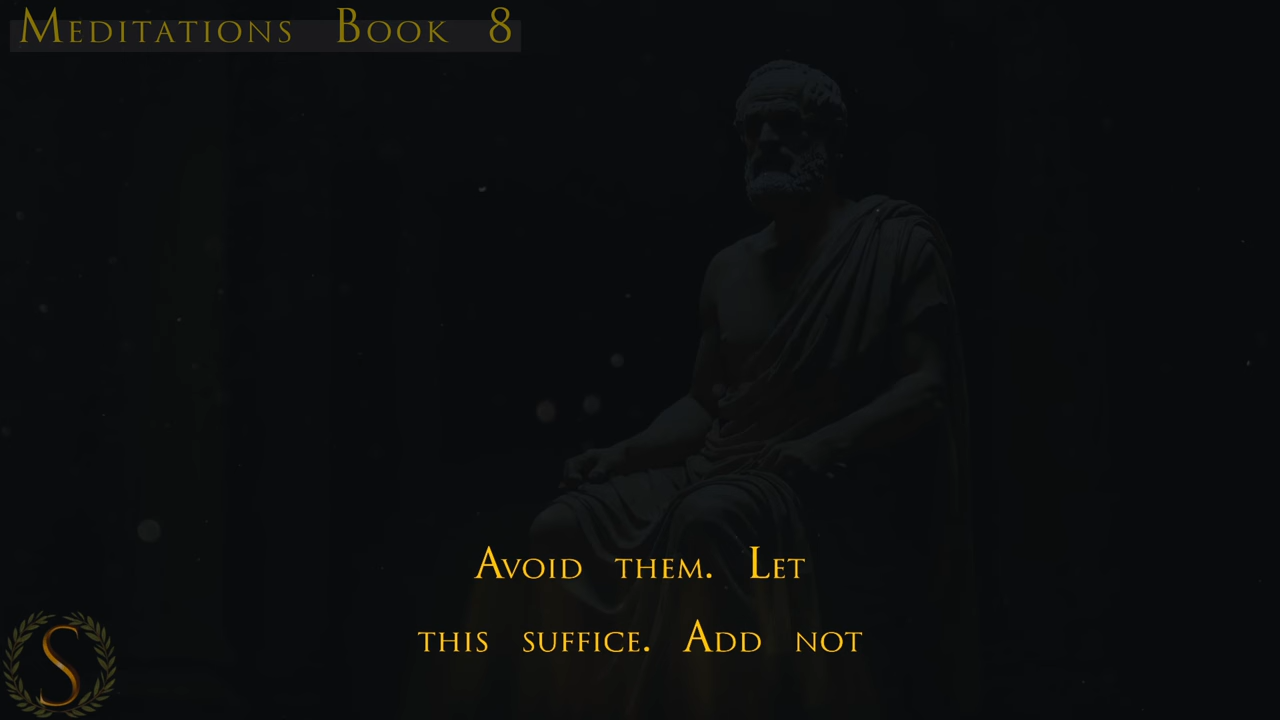 Meditations Book 8
Avoid them. Let
this suffice. Add not
S